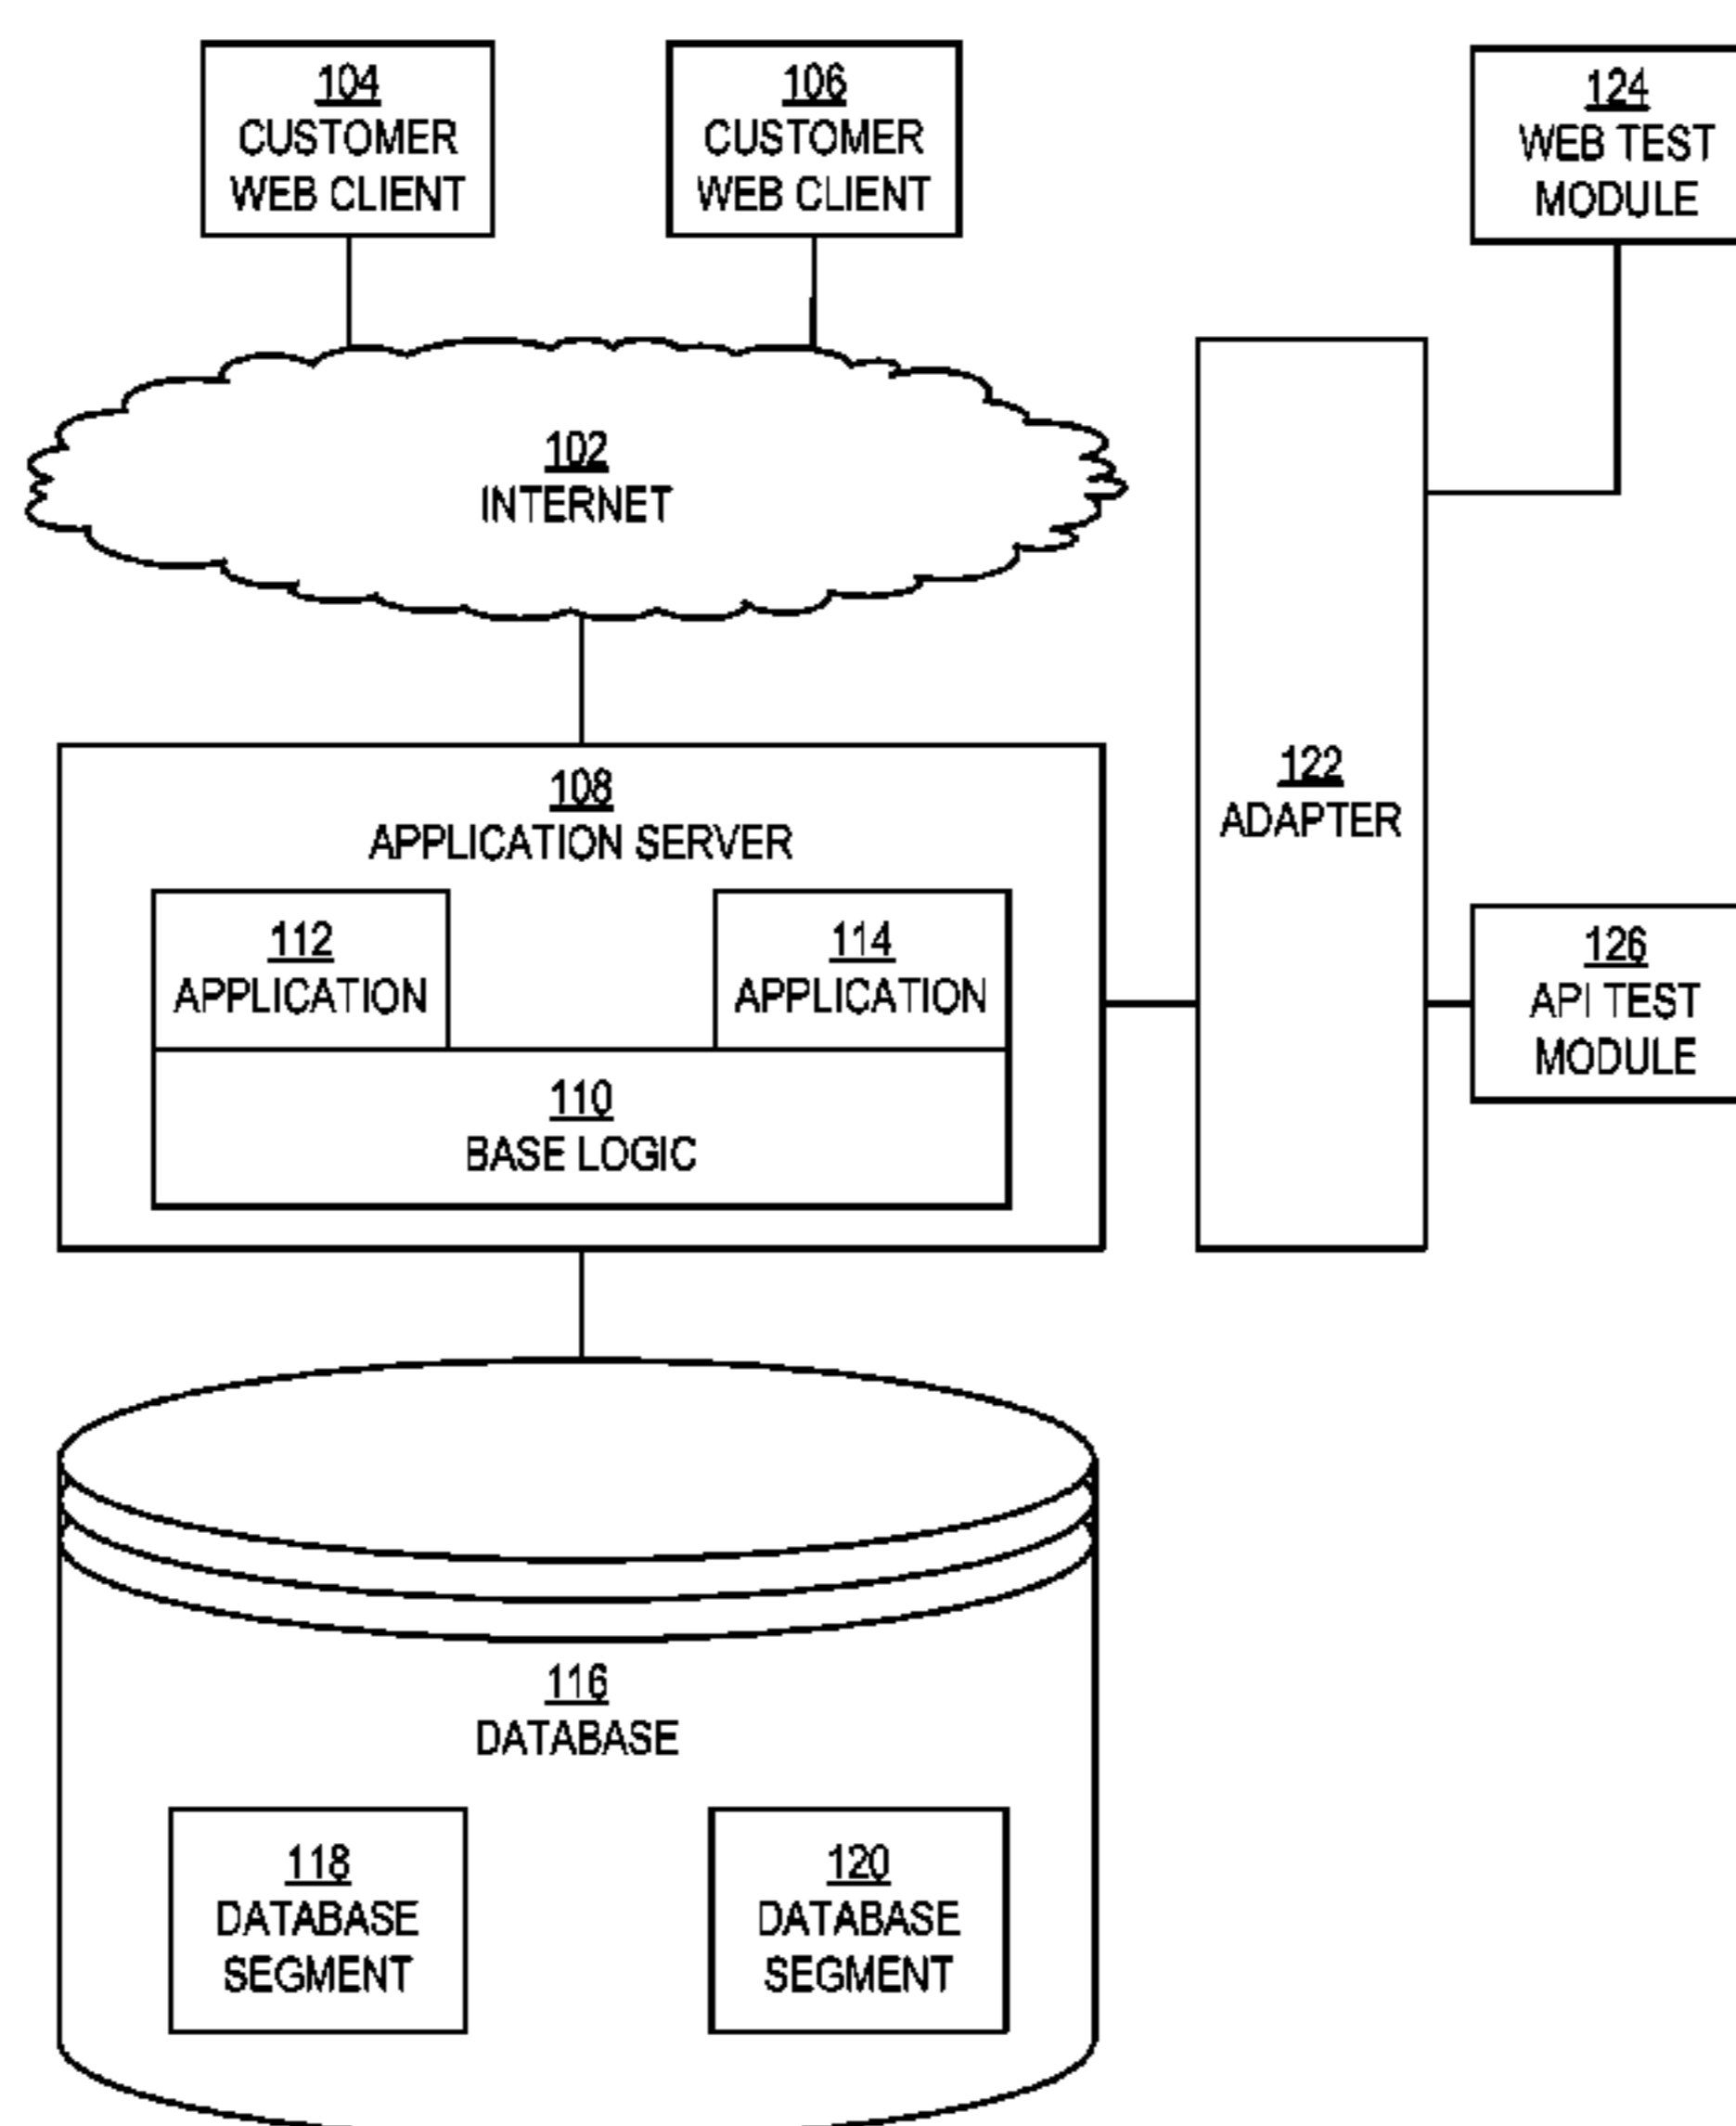 104
CUSTOMER
WEB CLIENT
106
CUSTOMER
WEB CLIENT
124
WEB TEST
MODULE
102
INTERNET
108
APPLICATION SERVER
112
APPLICATION
114
APPLICATION
110
BASE LOGIC
122
ADAPTER
126
API TEST
MODULE
116
DATABASE
118
DATABASE
SEGMENT
120
DATABASE
SEGMENT